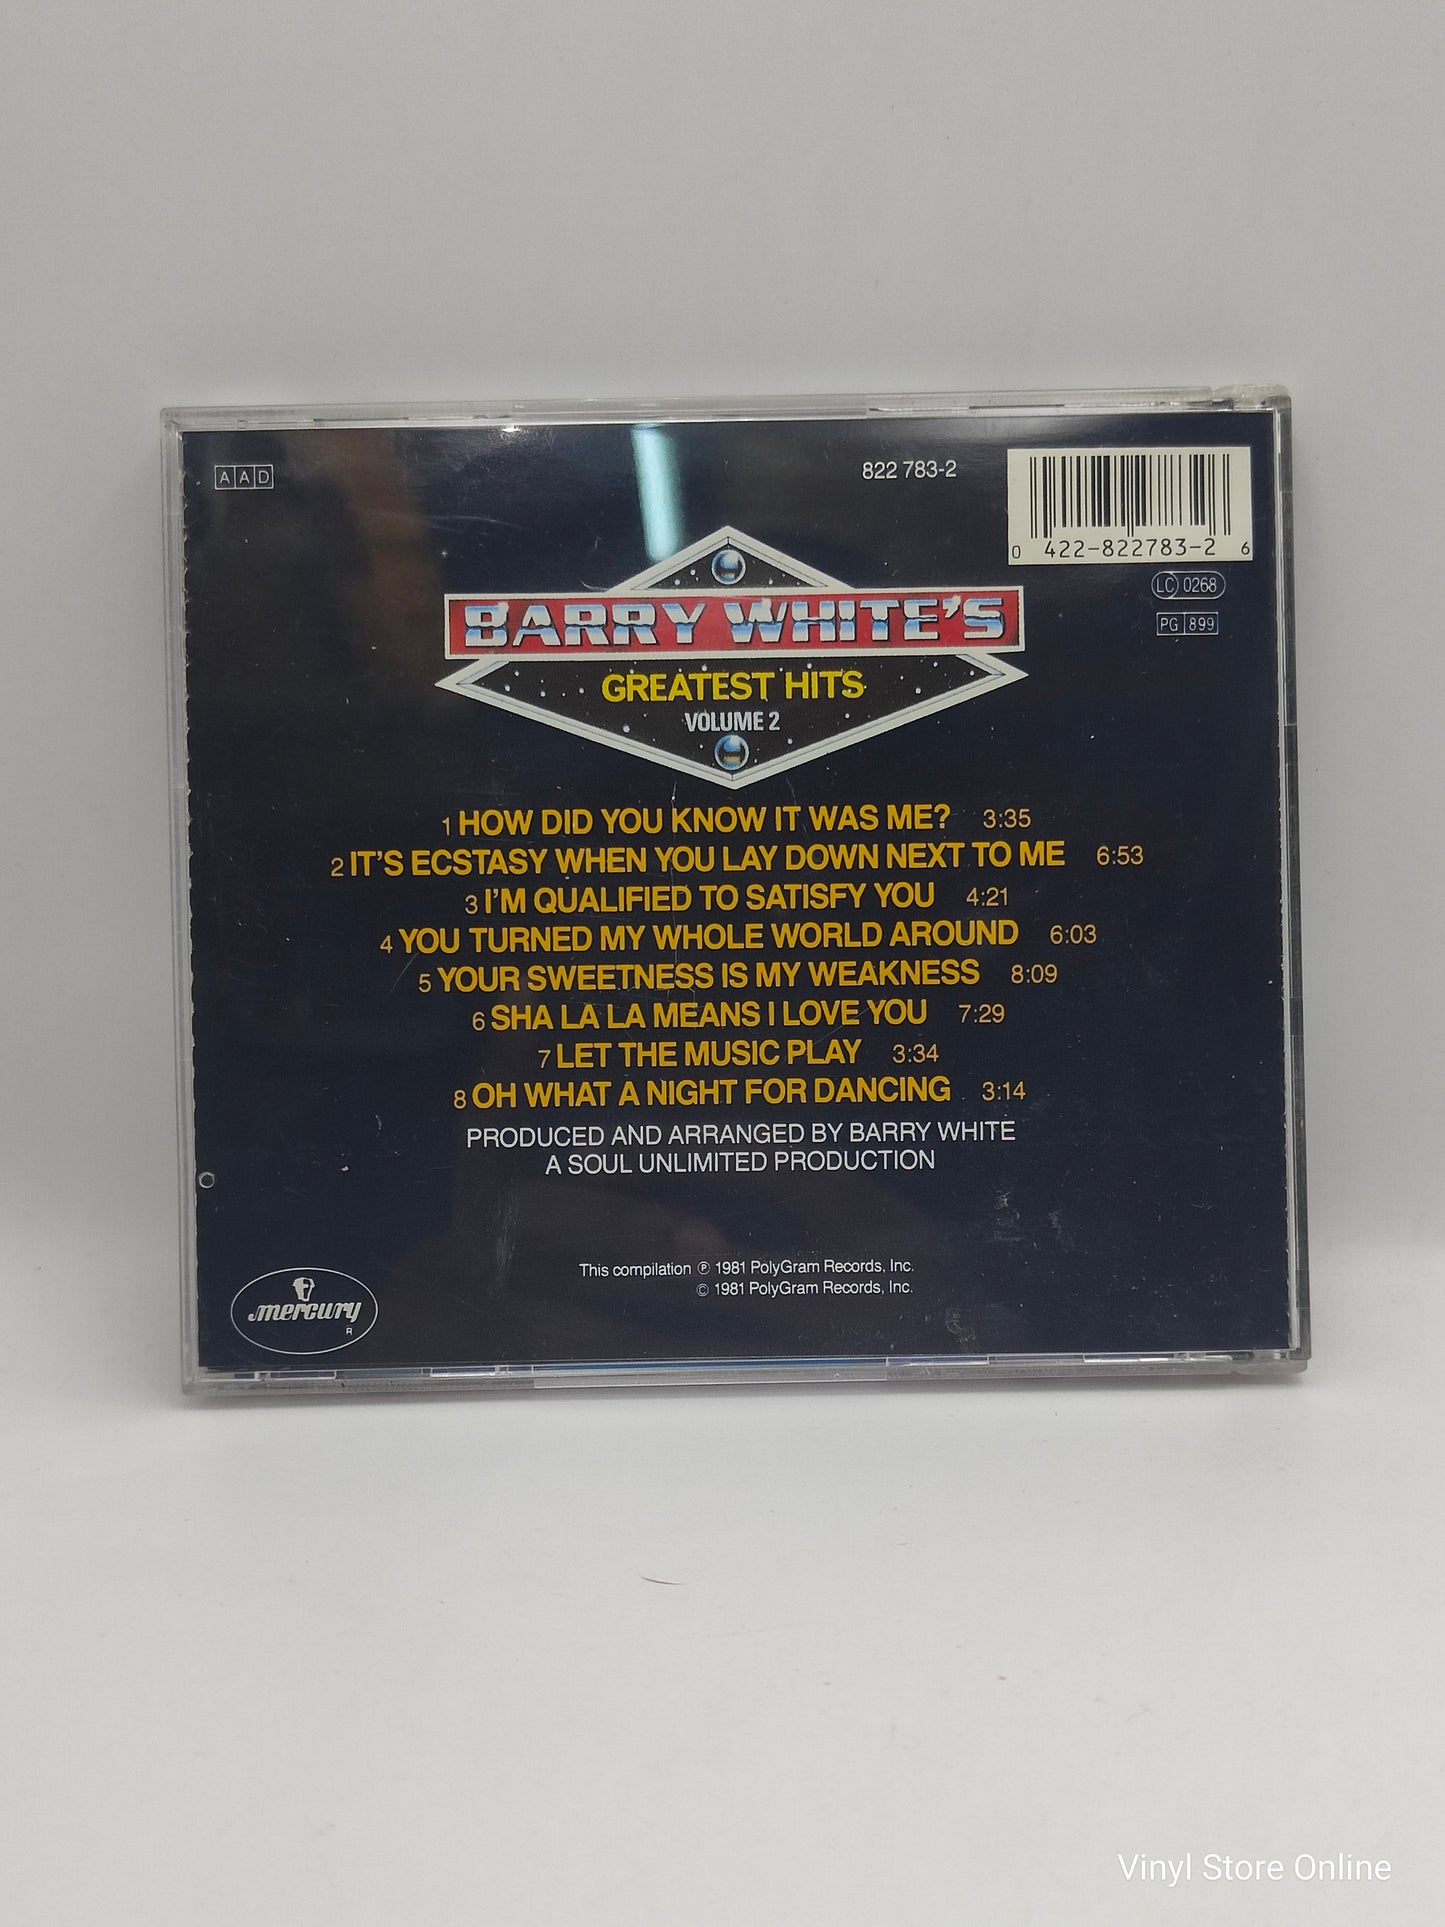 AAD
822 783-2
0 422-822783-2 6
LC 0268
PG 899
BARRY WHITE'S
GREATEST HITS
VOLUME 2
1 HOW DID YOU KNOW IT WAS ME? 3:35
2 IT'S ECSTASY WHEN YOU LAY DOWN NEXT TO ME 6:53
3 I'M QUALIFIED TO SATISFY YOU 4:21
4 YOU TURNED MY WHOLE WORLD AROUND 6:03
5 YOUR SWEETNESS IS MY WEAKNESS 8:09
6 SHA LA LA MEANS I LOVE YOU 7:29
7 LET THE MUSIC PLAY 3:34
8 OH WHAT A NIGHT FOR DANCING 3:14
PRODUCED AND ARRANGED BY BARRY WHITE
A SOUL UNLIMITED PRODUCTION
This compilation ℗ 1981 PolyGram Records, Inc.
© 1981 PolyGram Records, Inc.
mercury
R
Vinyl Store Online